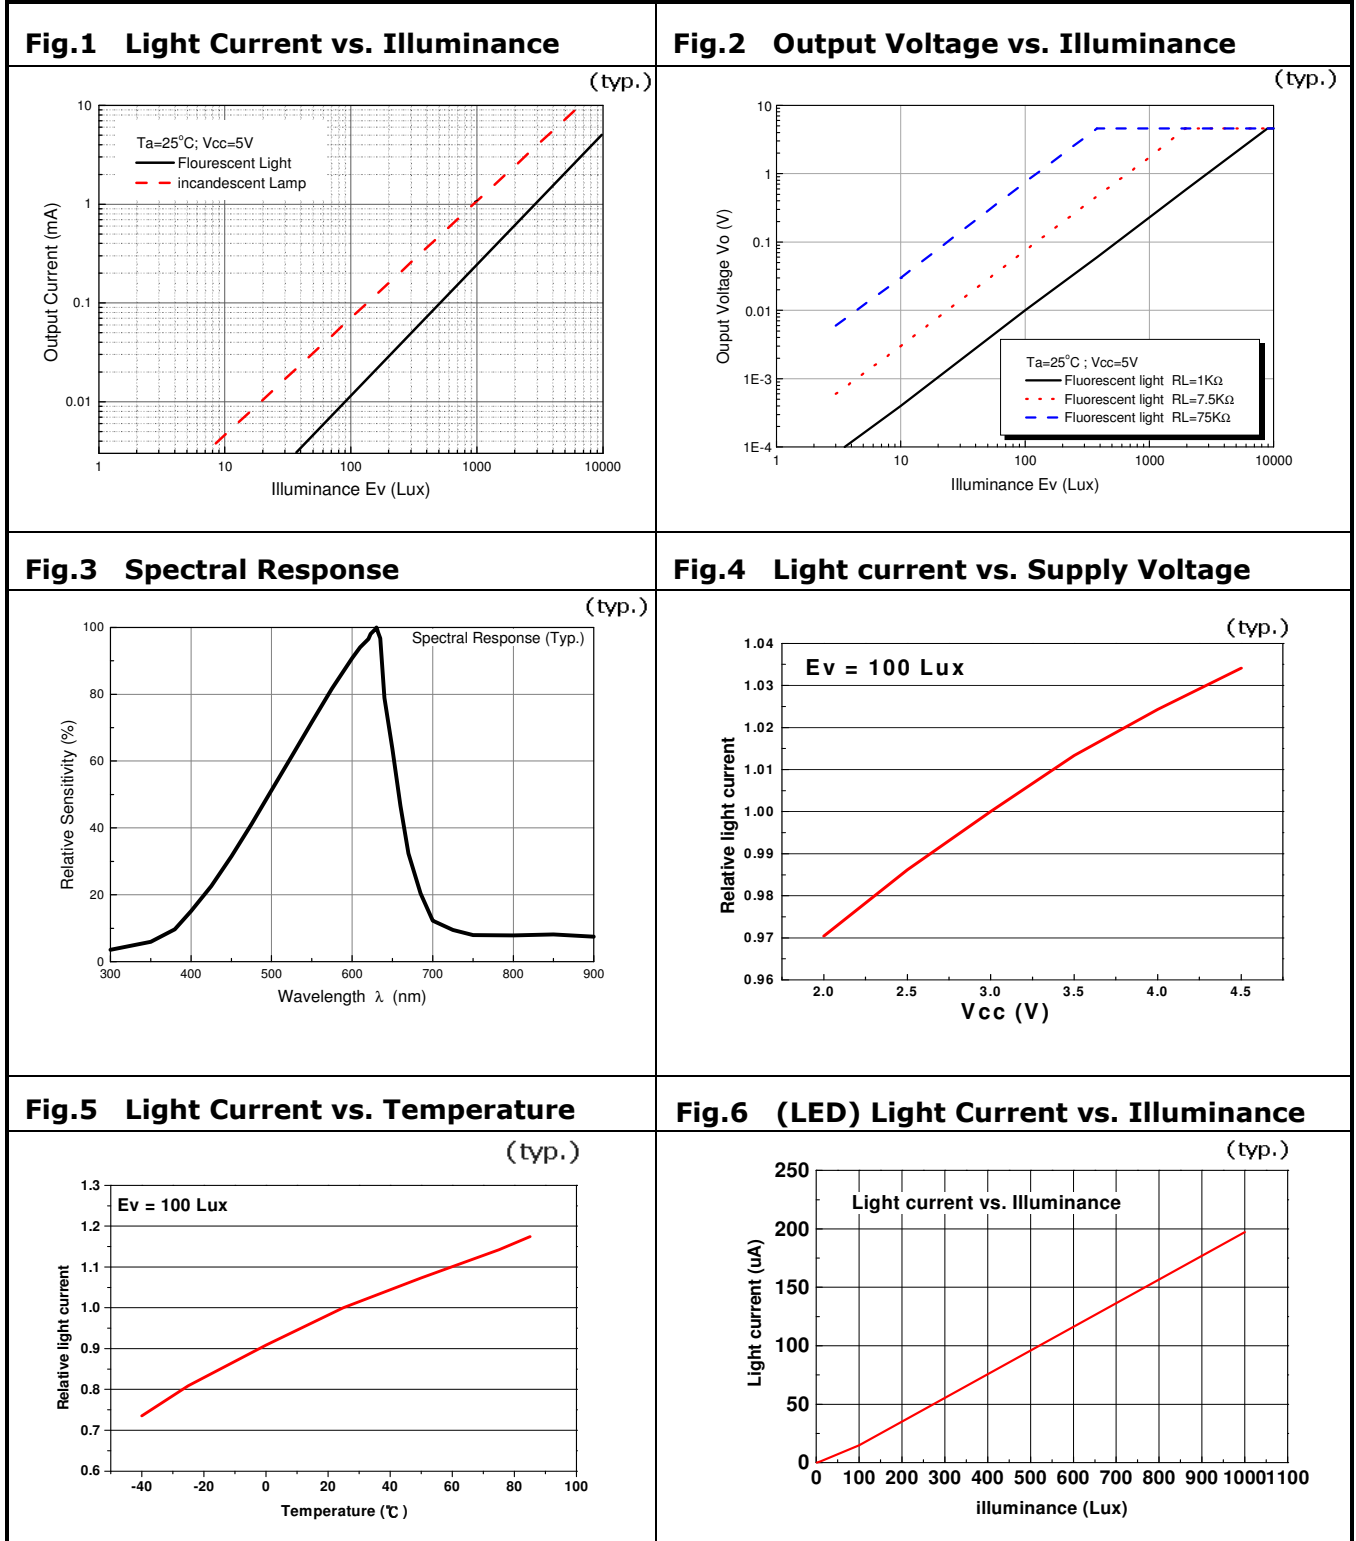 Fig.1 Light Current vs. Illuminance
(typ.)
10
1
0.1
0.01
Output Current (mA)
Ta=25°C; Vcc=5V
Flourescent Light
incandescent Lamp
1 10 100 1000 10000
Illuminance Ev (Lux)
Fig.2 Output Voltage vs. Illuminance
(typ.)
10
1
0.1
0.01
1E-3
1E-4
Ouput Voltage Vo (V)
Ta=25°C ; Vcc=5V
Fluorescent light RL=1KΩ
Fluorescent light RL=7.5KΩ
Fluorescent light RL=75KΩ
1 10 100 1000 10000
Illuminance Ev (Lux)
Fig.3 Spectral Response
(typ.)
Spectral Response (Typ.)
100
80
60
40
20
0
Relative Sensitivity (%)
300 400 500 600 700 800 900
Wavelength λ (nm)
Fig.4 Light current vs. Supply Voltage
(typ.)
Ev = 100 Lux
1.04
1.03
1.02
1.01
1.00
0.99
0.98
0.97
0.96
Relative light current
2.0 2.5 3.0 3.5 4.0 4.5
Vcc (V)
Fig.5 Light Current vs. Temperature
(typ.)
Ev = 100 Lux
1.3
1.2
1.1
1.0
0.9
0.8
0.7
0.6
Relative light current
-40 -20 0 20 40 60 80 100
Temperature (℃)
Fig.6 (LED) Light Current vs. Illuminance
(typ.)
Light current vs. Illuminance
250
200
150
100
50
0
Light current (uA)
0 100 200 300 400 500 600 700 800 900 1000 1100
illuminance (Lux)